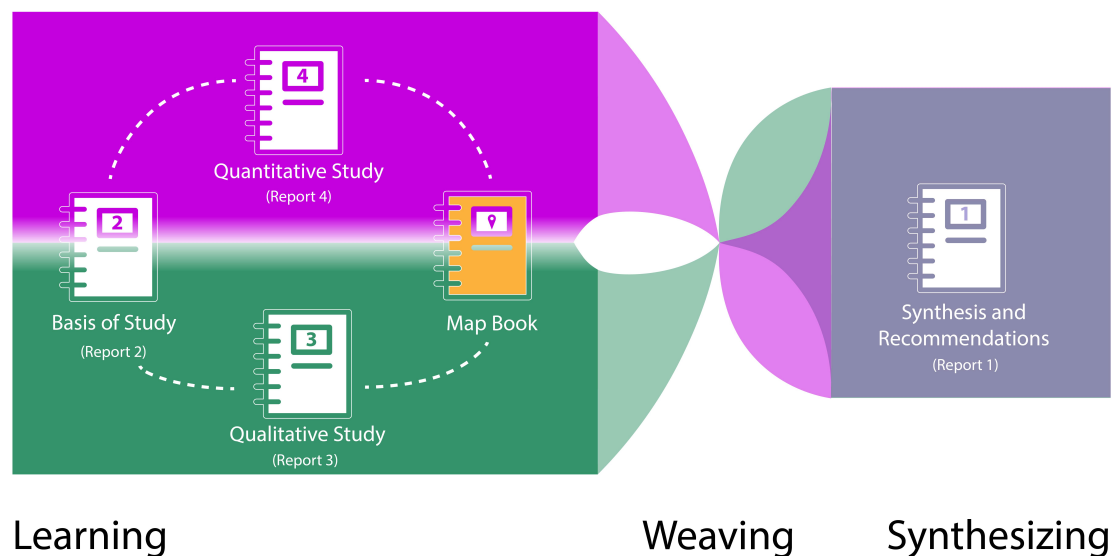 4
Quantitative Study
(Report 4)
2
Basis of Study
(Report 2)
Map Book
3
Qualitative Study
(Report 3)
1
Synthesis and
Recommendations
(Report 1)
Learning
Weaving
Synthesizing